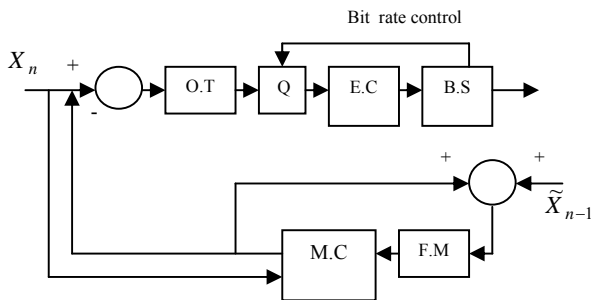 Bit rate control
X_n + -
O.T Q E.C B.S
+ +
X̃_{n−1}
M.C F.M